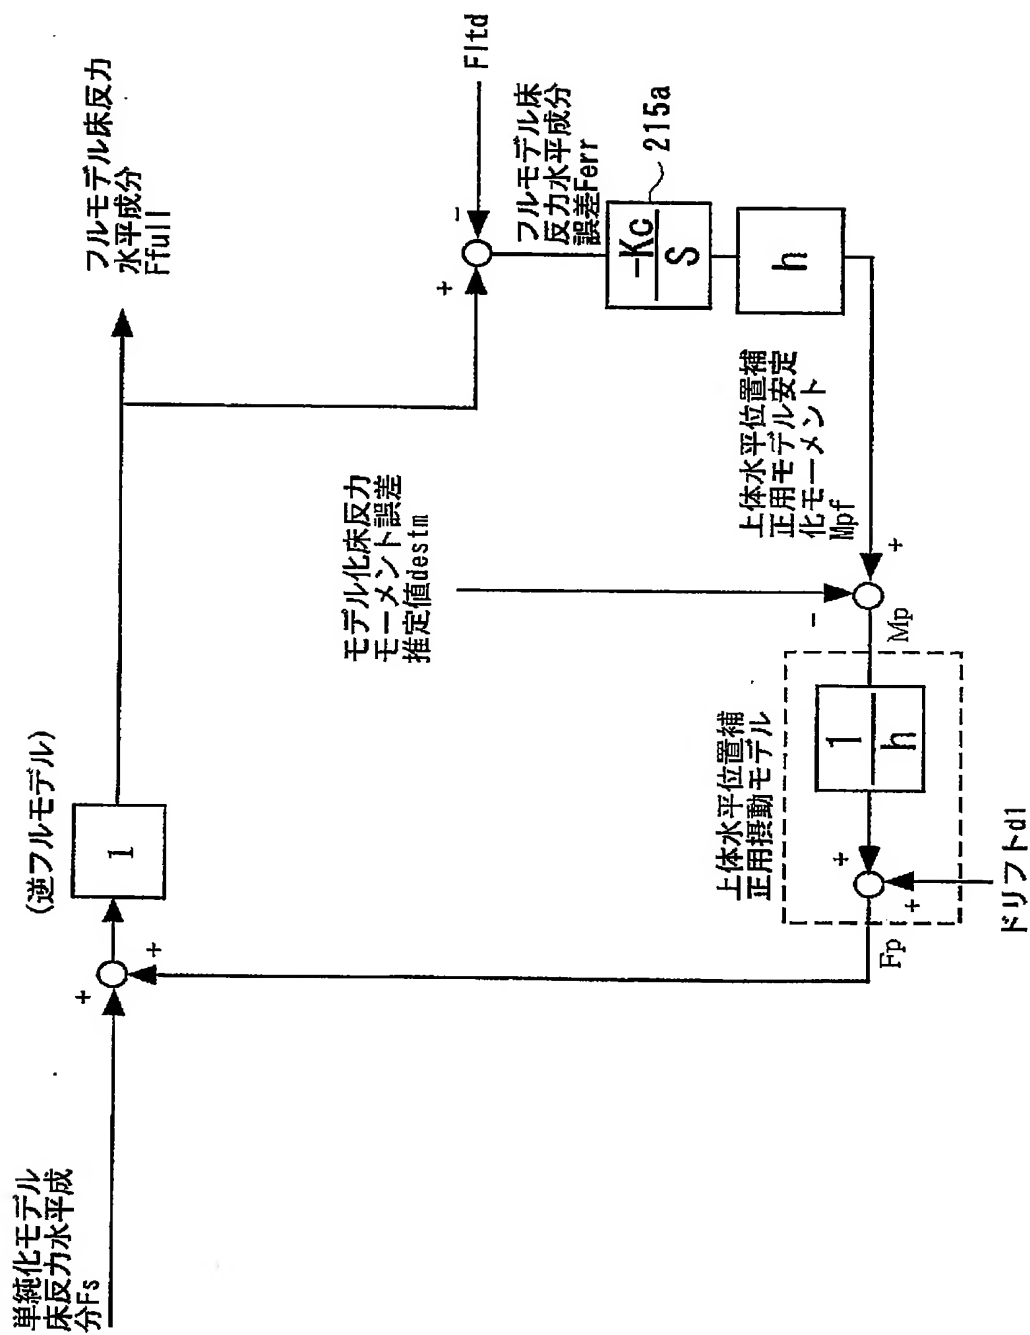 単純化モデル
床反力水平成
分Fs
+
+
(逆フルモデル)
1
フルモデル床反力
水平成分
Ffull
+
-
Fltd
フルモデル床
反力水平成分
誤差Ferr
-Kc
S
215a
h
モデル化床反力
モーメント誤差
推定値destm
上体水平位置補
正用モデル安定
化モーメント
Mpf
+
-
Mp
上体水平位置補
正用摂動モデル
1
h
+
+
Fp
ドリフトd1